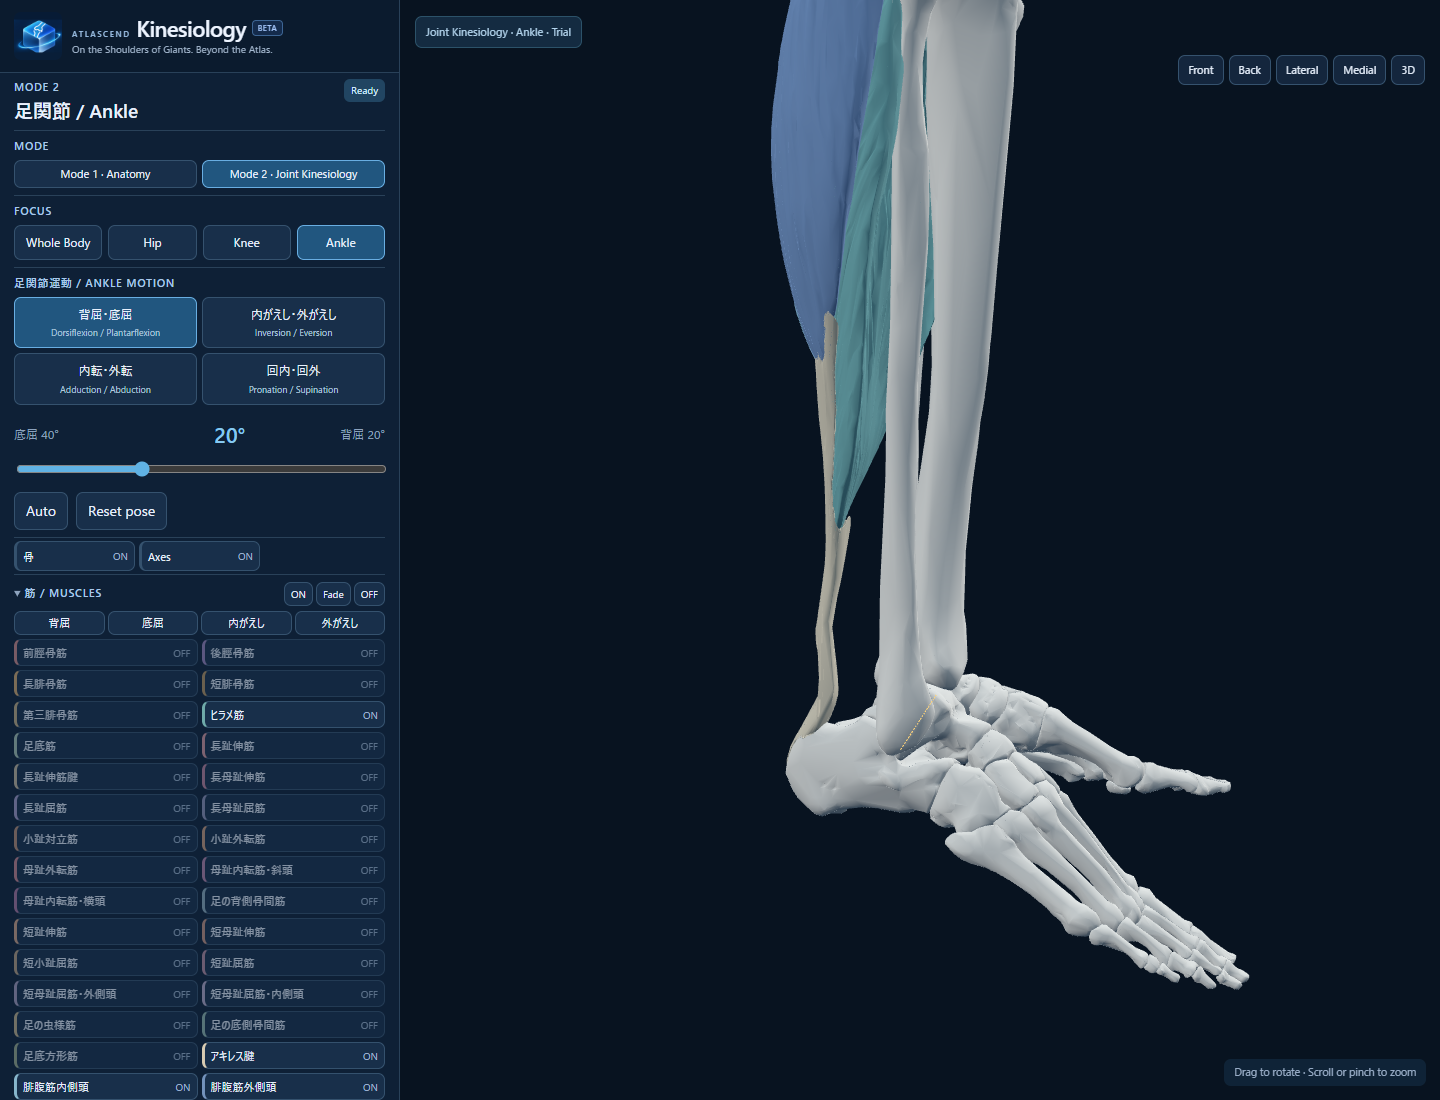 ATLASCEND Kinesiology BETA
On the Shoulders of Giants. Beyond the Atlas.
MODE 2
Ready
足関節 / Ankle
MODE
Mode 1 · Anatomy
Mode 2 · Joint Kinesiology
FOCUS
Whole Body
Hip
Knee
Ankle
足関節運動 / ANKLE MOTION
背屈・底屈
Dorsiflexion / Plantarflexion
内がえし・外がえし
Inversion / Eversion
内転・外転
Adduction / Abduction
回内・回外
Pronation / Supination
底屈 40°
20°
背屈 20°
Auto
Reset pose
骨 ON
Axes ON
▼ 筋 / MUSCLES
ON
Fade
OFF
背屈
底屈
内がえし
外がえし
前脛骨筋 OFF
後脛骨筋 OFF
長腓骨筋 OFF
短腓骨筋 OFF
第三腓骨筋 OFF
ヒラメ筋 ON
足底筋 OFF
長趾伸筋 OFF
長趾伸筋腱 OFF
長母趾伸筋 OFF
長趾屈筋 OFF
長母趾屈筋 OFF
小趾対立筋 OFF
小趾外転筋 OFF
母趾外転筋 OFF
母趾内転筋・斜頭 OFF
母趾内転筋・横頭 OFF
足の背側骨間筋 OFF
短趾伸筋 OFF
短母趾伸筋 OFF
短小趾屈筋 OFF
短趾屈筋 OFF
短母趾屈筋・外側頭 OFF
短母趾屈筋・内側頭 OFF
足の虫様筋 OFF
足の底側骨間筋 OFF
足底方形筋 OFF
アキレス腱 ON
腓腹筋内側頭 ON
腓腹筋外側頭 ON
Joint Kinesiology · Ankle · Trial
Front
Back
Lateral
Medial
3D
Drag to rotate · Scroll or pinch to zoom